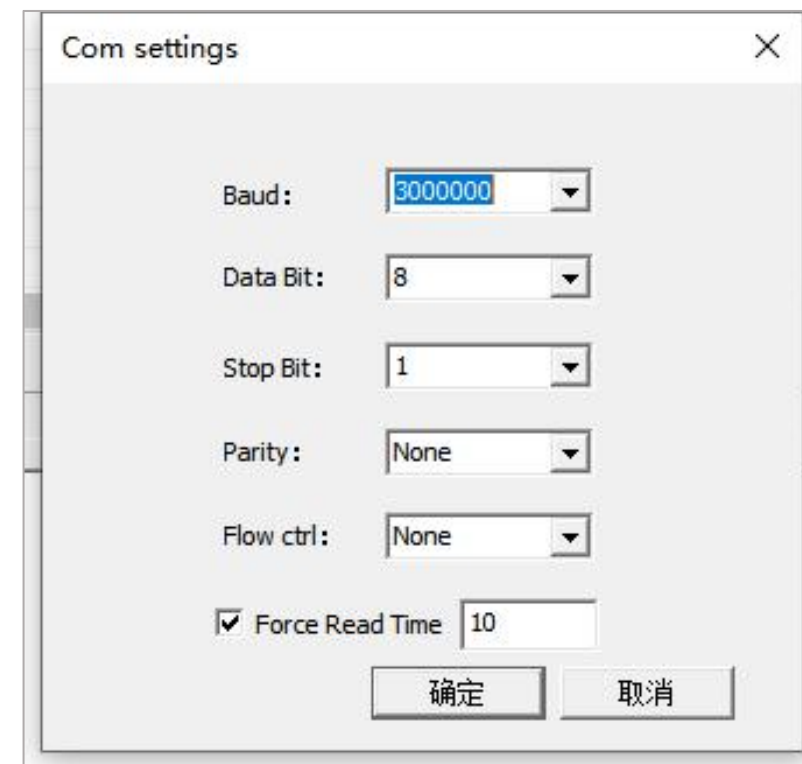 Com settings
Baud: 3000000
Data Bit: 8
Stop Bit: 1
Parity: None
Flow ctrl: None
Force Read Time 10
确定 取消